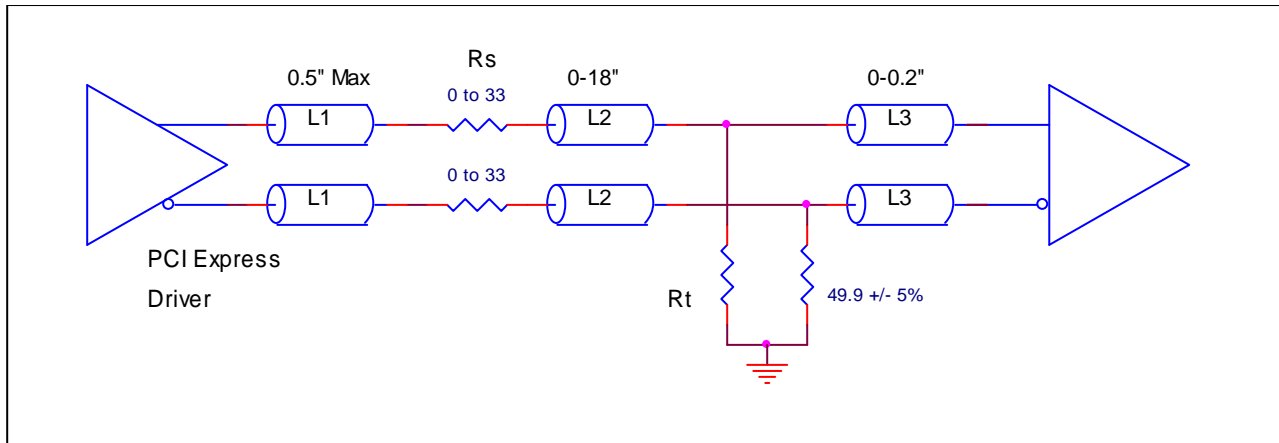 Rs
0.5" Max
0-18"
0-0.2"
0 to 33
L1
L2
L3
0 to 33
L1
L2
L3
PCI Express
Driver
Rt
49.9 +/- 5%